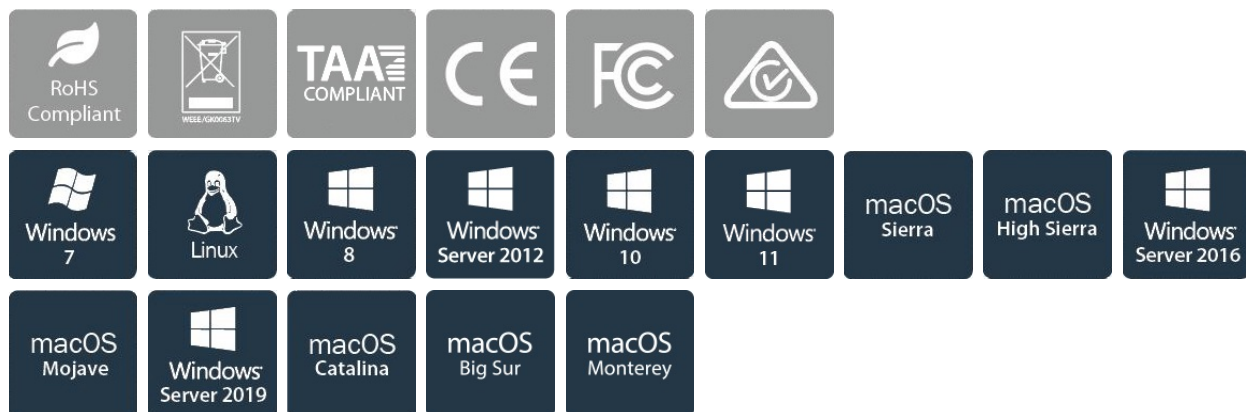 RoHS
Compliant
WEEE/GK0063TV
TAA
COMPLIANT
CE
FC
Windows
7
Linux
Windows
8
Windows
Server 2012
Windows
10
Windows
11
macOS
Sierra
macOS
High Sierra
Windows
Server 2016
macOS
Mojave
Windows
Server 2019
macOS
Catalina
macOS
Big Sur
macOS
Monterey